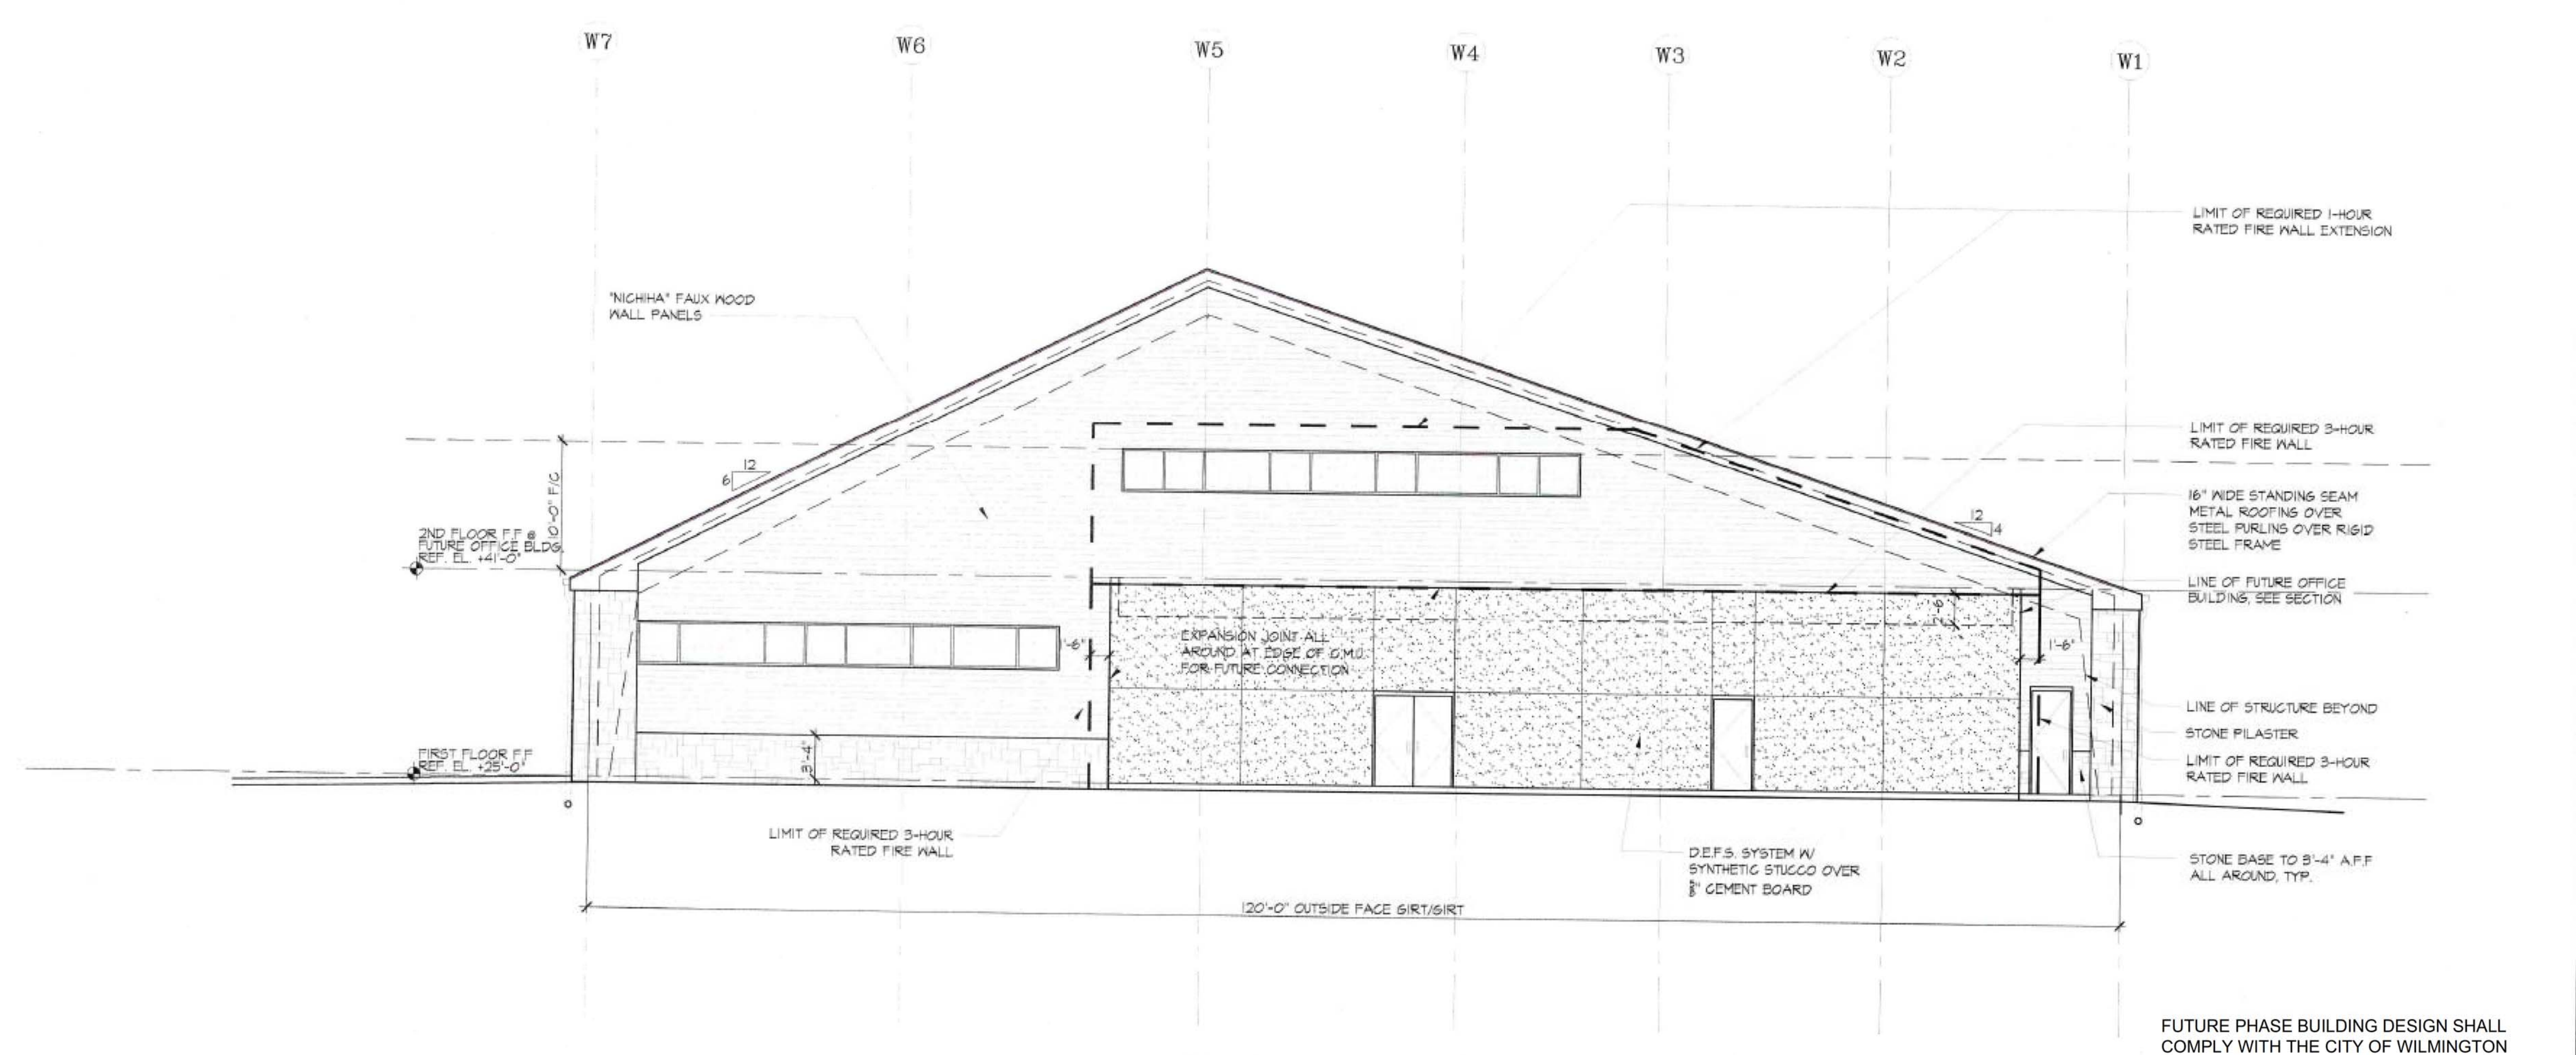 W7
W6
W5
W4
W3
W2
W1
LIMIT OF REQUIRED 1-HOUR
RATED FIRE WALL EXTENSION
"NICHIHA" FAUX WOOD
WALL PANELS
LIMIT OF REQUIRED 3-HOUR
RATED FIRE WALL
12
6
10'-0" F/C
16" WIDE STANDING SEAM
METAL ROOFING OVER
STEEL PURLINS OVER RIGID
STEEL FRAME
12
4
2ND FLOOR F.F @
FUTURE OFFICE BLDG.
REF. EL. +41'-0"
LINE OF FUTURE OFFICE
BUILDING, SEE SECTION
2'-6"
1'-6"
EXPANSION JOINT ALL
AROUND AT EDGE OF C.M.U.
FOR FUTURE CONNECTION
1'-6"
LINE OF STRUCTURE BEYOND
STONE PILASTER
FIRST FLOOR F.F
REF. EL. +25'-0"
3'-4"
LIMIT OF REQUIRED 3-HOUR
RATED FIRE WALL
LIMIT OF REQUIRED 3-HOUR
RATED FIRE WALL
D.E.F.S. SYSTEM W/
SYNTHETIC STUCCO OVER
5/8" CEMENT BOARD
STONE BASE TO 3'-4" A.F.F
ALL AROUND, TYP.
120'-0" OUTSIDE FACE GIRT/GIRT
FUTURE PHASE BUILDING DESIGN SHALL
COMPLY WITH THE CITY OF WILMINGTON